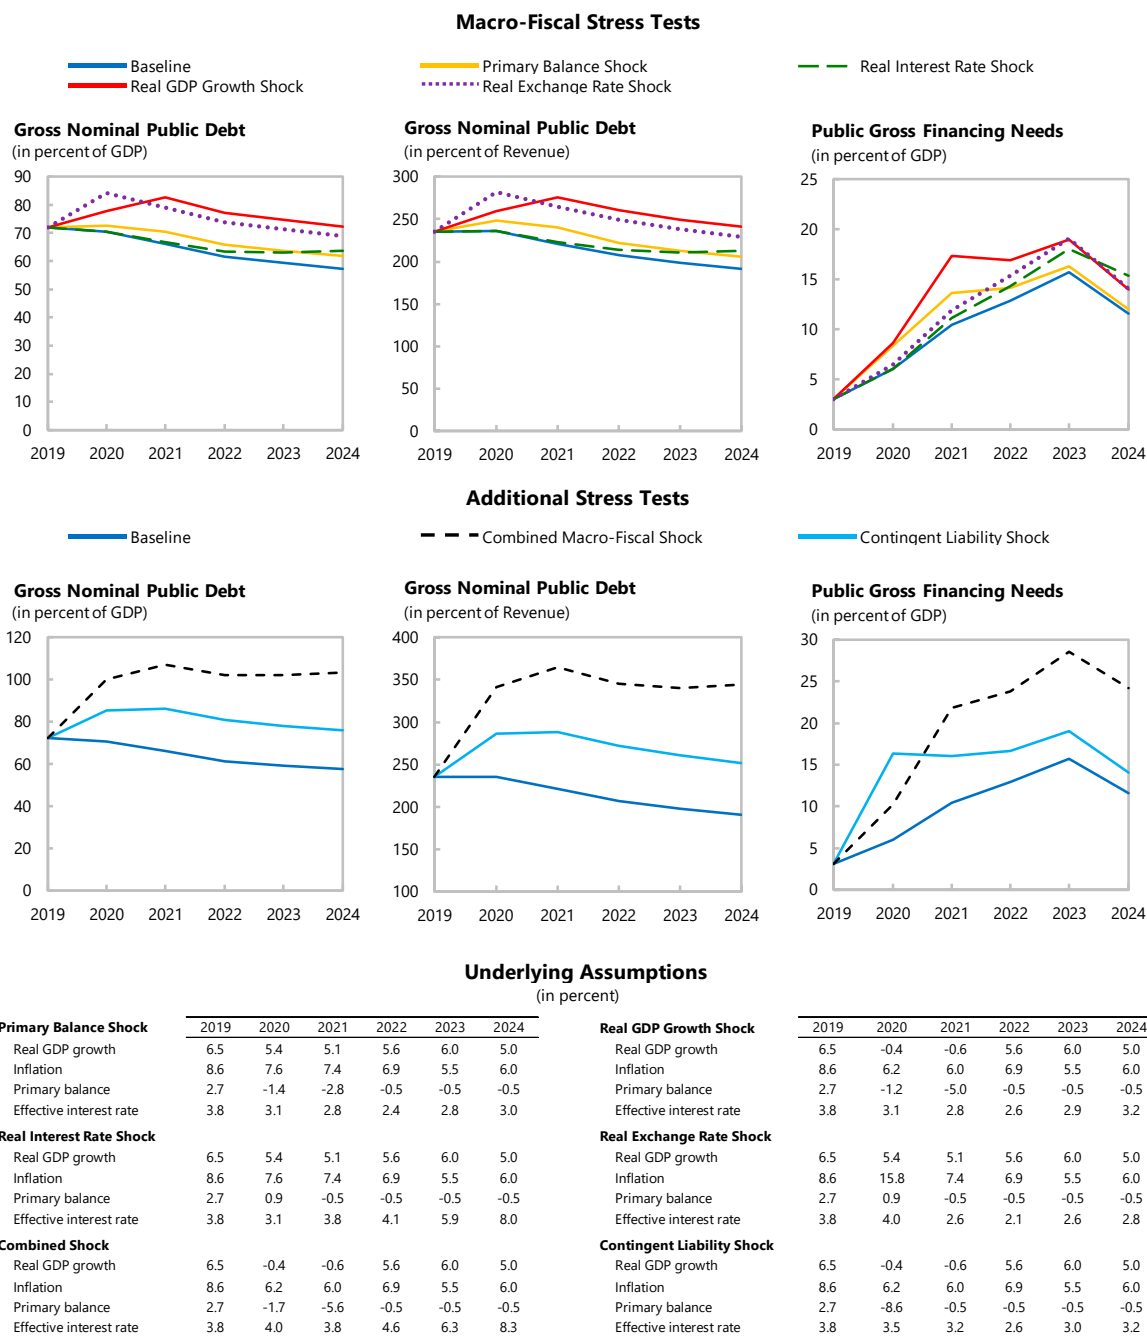 Macro-Fiscal Stress Tests
Baseline
Primary Balance Shock
Real Interest Rate Shock
Real GDP Growth Shock
Real Exchange Rate Shock
Gross Nominal Public Debt
(in percent of GDP)
90
80
70
60
50
40
30
20
10
0
2019 2020 2021 2022 2023 2024
Gross Nominal Public Debt
(in percent of Revenue)
300
250
200
150
100
50
0
2019 2020 2021 2022 2023 2024
Public Gross Financing Needs
(in percent of GDP)
25
20
15
10
5
0
2019 2020 2021 2022 2023 2024
Additional Stress Tests
Baseline
Combined Macro-Fiscal Shock
Contingent Liability Shock
Gross Nominal Public Debt
(in percent of GDP)
120
100
80
60
40
20
0
2019 2020 2021 2022 2023 2024
Gross Nominal Public Debt
(in percent of Revenue)
400
350
300
250
200
150
100
2019 2020 2021 2022 2023 2024
Public Gross Financing Needs
(in percent of GDP)
30
25
20
15
10
5
0
2019 2020 2021 2022 2023 2024
Underlying Assumptions
(in percent)
Primary Balance Shock 2019 2020 2021 2022 2023 2024
Real GDP growth 6.5 5.4 5.1 5.6 6.0 5.0
Inflation 8.6 7.6 7.4 6.9 5.5 6.0
Primary balance 2.7 -1.4 -2.8 -0.5 -0.5 -0.5
Effective interest rate 3.8 3.1 2.8 2.4 2.8 3.0
Real Interest Rate Shock
Real GDP growth 6.5 5.4 5.1 5.6 6.0 5.0
Inflation 8.6 7.6 7.4 6.9 5.5 6.0
Primary balance 2.7 0.9 -0.5 -0.5 -0.5 -0.5
Effective interest rate 3.8 3.1 3.8 4.1 5.9 8.0
Combined Shock
Real GDP growth 6.5 -0.4 -0.6 5.6 6.0 5.0
Inflation 8.6 6.2 6.0 6.9 5.5 6.0
Primary balance 2.7 -1.7 -5.6 -0.5 -0.5 -0.5
Effective interest rate 3.8 4.0 3.8 4.6 6.3 8.3
Real GDP Growth Shock 2019 2020 2021 2022 2023 2024
Real GDP growth 6.5 -0.4 -0.6 5.6 6.0 5.0
Inflation 8.6 6.2 6.0 6.9 5.5 6.0
Primary balance 2.7 -1.2 -5.0 -0.5 -0.5 -0.5
Effective interest rate 3.8 3.1 2.8 2.6 2.9 3.2
Real Exchange Rate Shock
Real GDP growth 6.5 5.4 5.1 5.6 6.0 5.0
Inflation 8.6 15.8 7.4 6.9 5.5 6.0
Primary balance 2.7 0.9 -0.5 -0.5 -0.5 -0.5
Effective interest rate 3.8 4.0 2.6 2.1 2.6 2.8
Contingent Liability Shock
Real GDP growth 6.5 -0.4 -0.6 5.6 6.0 5.0
Inflation 8.6 6.2 6.0 6.9 5.5 6.0
Primary balance 2.7 -8.6 -0.5 -0.5 -0.5 -0.5
Effective interest rate 3.8 3.5 3.2 2.6 3.0 3.2